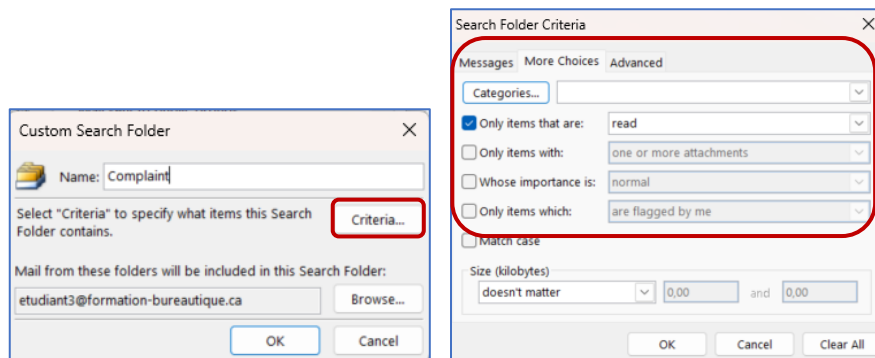 Custom Search Folder
Name: Complaint
Select "Criteria" to specify what items this Search
Folder contains.
Criteria...
Mail from these folders will be included in this Search Folder:
etudiant3@formation-bureautique.ca
Browse...
OK Cancel
Search Folder Criteria
Messages More Choices Advanced
Categories...
Only items that are: read
Only items with: one or more attachments
Whose importance is: normal
Only items which: are flagged by me
Match case
Size (kilobytes)
doesn't matter 0,00 and 0,00
OK Cancel Clear All